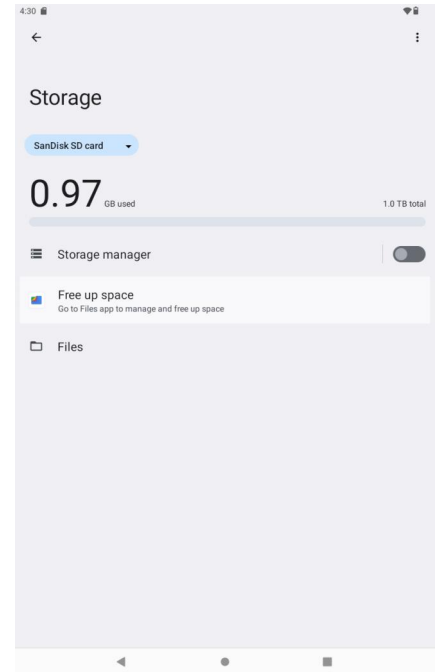 4:30
Storage
SanDisk SD card
0.97 GB used
1.0 TB total
Storage manager
Free up space
Go to Files app to manage and free up space
Files